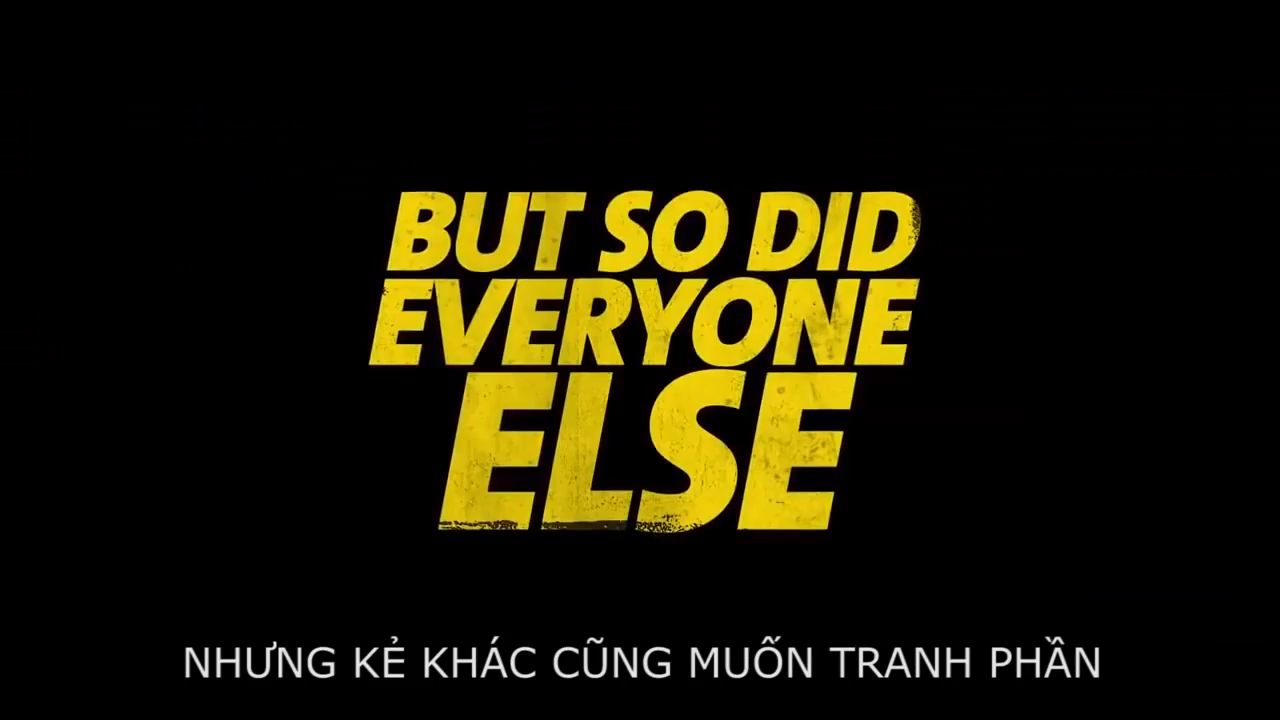 BUT SO DID
EVERYONE
ELSE
NHƯNG KẺ KHÁC CŨNG MUỐN TRANH PHẦN